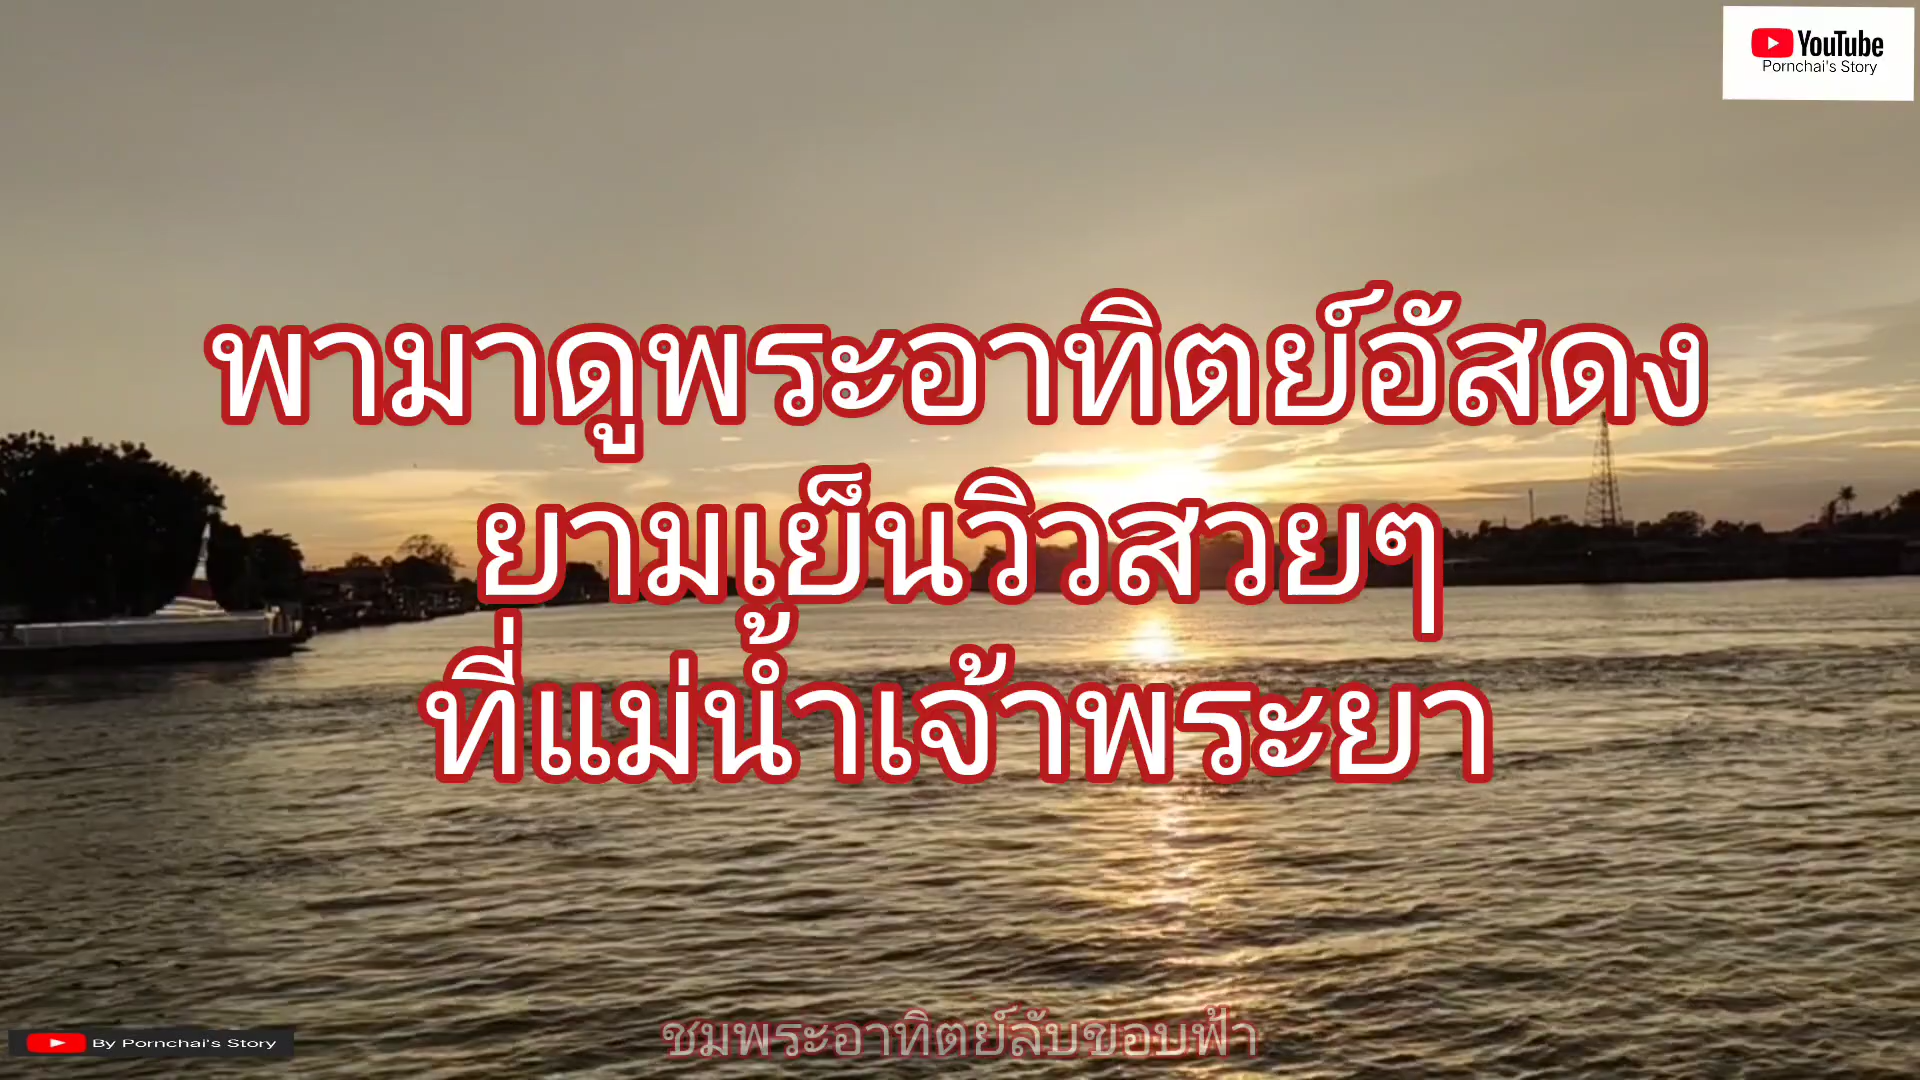 YouTube
Pornchai's Story
พามาดูพระอาทิตย์อัสดง
ยามเย็นวิวสวยๆ
ที่แม่น้ำเจ้าพระยา
ชมพระอาทิตย์ลับขอบฟ้า
By Pornchai's Story